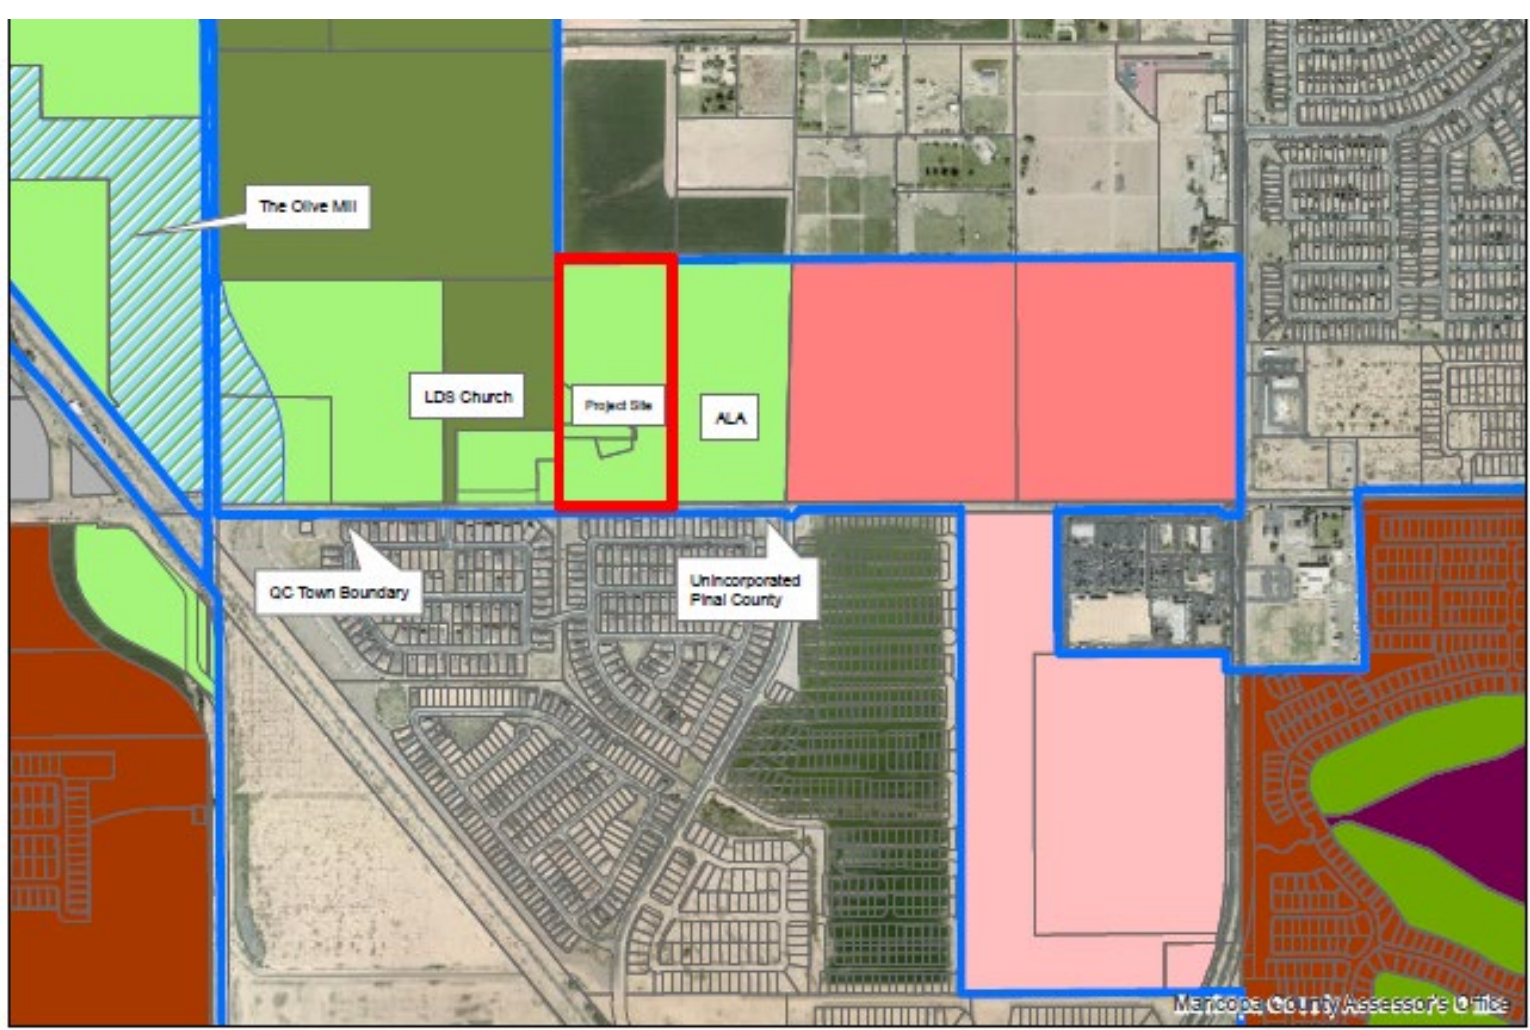 The Olive Mill
LDS Church
Project Site
ALA
QC Town Boundary
Unincorporated
Pinal County
Maricopa County Assessor's Office